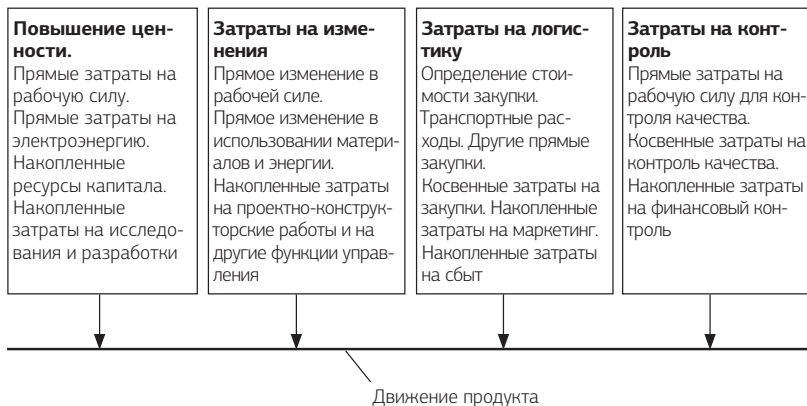 Повышение цен-
ности.
Прямые затраты на
рабочую силу.
Прямые затраты на
электроэнергию.
Накопленные
ресурсы капитала.
Накопленные
затраты на исследо-
вания и разработки
Затраты на изме-
нения
Прямое изменение в
рабочей силе.
Прямое изменение в
использовании матери-
алов и энергии.
Накопленные затраты
на проектно-конструк-
торские работы и на
другие функции управ-
ления
Затраты на логис-
тику
Определение стои-
мости закупки.
Транспортные рас-
ходы. Другие прямые
закупки.
Косвенные затраты на
закупки. Накопленные
затраты на маркетинг.
Накопленные затраты
на сбыт
Затраты на конт-
роль
Прямые затраты на
рабочую силу для кон-
троля качества.
Косвенные затраты на
контроль качества.
Накопленные затраты
на финансовый кон-
троль
Движение продукта